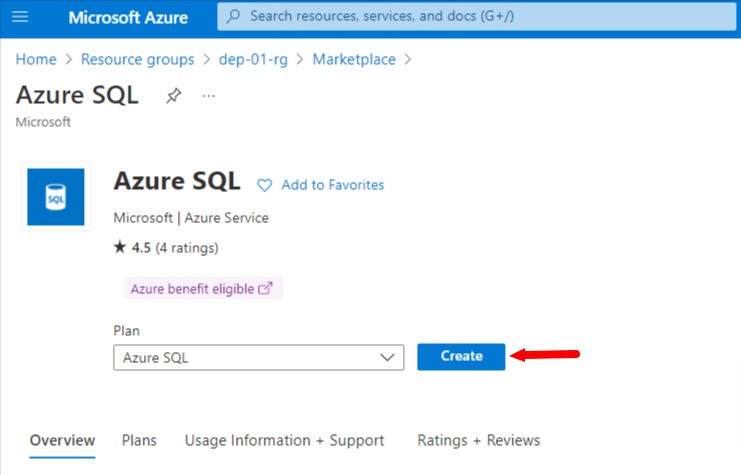 Microsoft Azure
Search resources, services, and docs (G+/)
Home > Resource groups > dep-01-rg > Marketplace >
Azure SQL
...
Microsoft
SQL
Azure SQL
Add to Favorites
Microsoft | Azure Service
★ 4.5 (4 ratings)
Azure benefit eligible
Plan
Azure SQL
Create
Overview Plans Usage Information + Support Ratings + Reviews